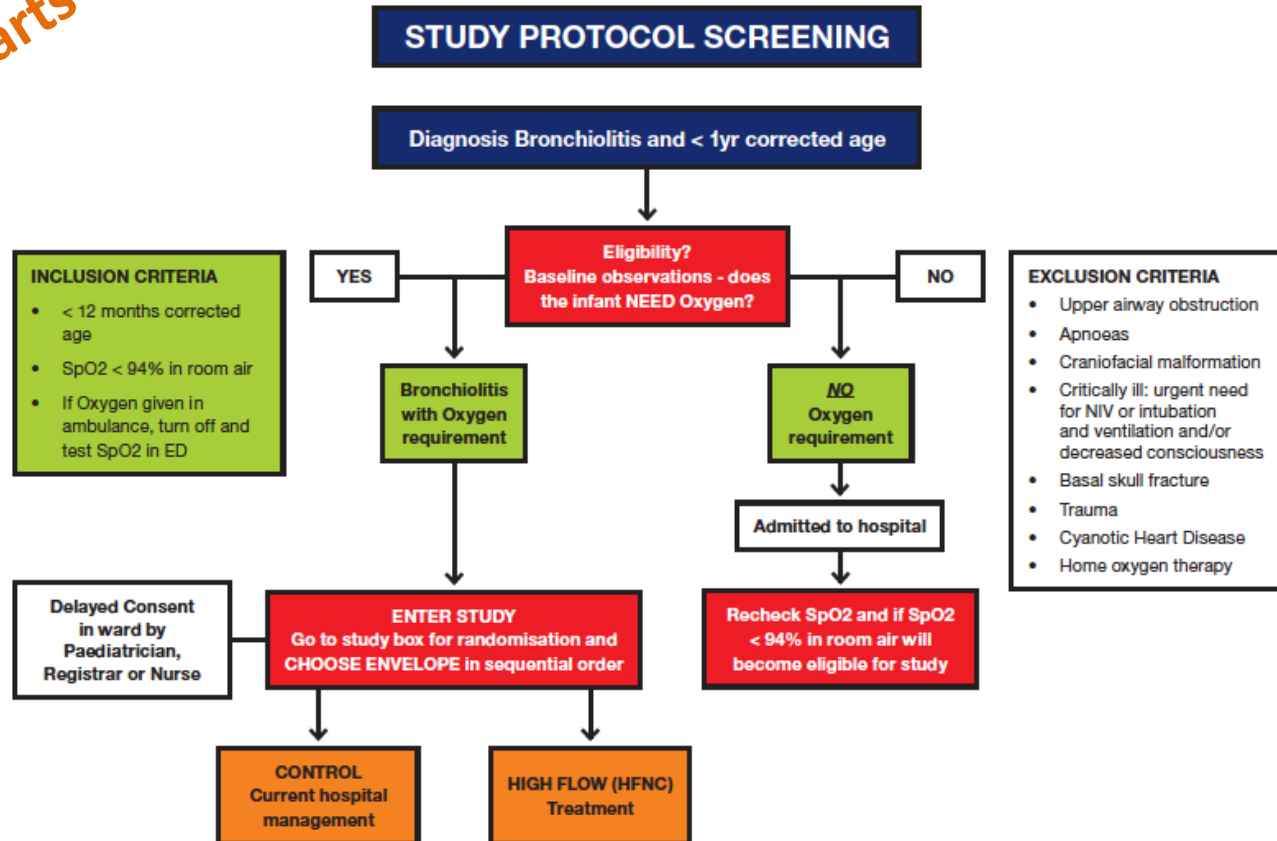 arts
STUDY PROTOCOL SCREENING
Diagnosis Bronchiolitis and < 1yr corrected age
Eligibility?
Baseline observations - does
the infant NEED Oxygen?
YES
NO
INCLUSION CRITERIA
• < 12 months corrected
age
• SpO2 < 94% in room air
• If Oxygen given in
ambulance, turn off and
test SpO2 in ED
EXCLUSION CRITERIA
• Upper airway obstruction
• Apnoeas
• Craniofacial malformation
• Critically ill: urgent need
for NIV or intubation
and ventilation and/or
decreased consciousness
• Basal skull fracture
• Trauma
• Cyanotic Heart Disease
• Home oxygen therapy
Bronchiolitis
with Oxygen
requirement
NO
Oxygen
requirement
Admitted to hospital
Recheck SpO2 and if SpO2
< 94% in room air will
become eligible for study
Delayed Consent
in ward by
Paediatrician,
Registrar or Nurse
ENTER STUDY
Go to study box for randomisation and
CHOOSE ENVELOPE in sequential order
CONTROL
Current hospital
management
HIGH FLOW (HFNC)
Treatment